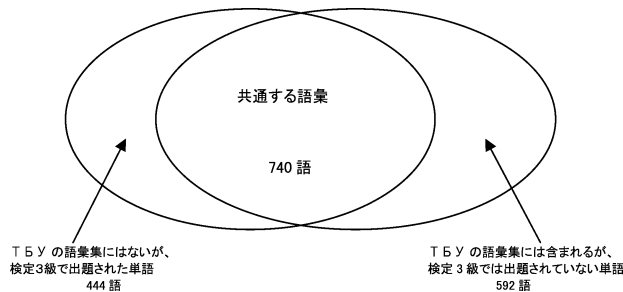 共通する語彙
740 語
ТБУ の語彙集にはないが、
検定3級で出題された単語
444 語
ТБУ の語彙集には含まれるが、
検定 3 級では出題されていない単語
592 語